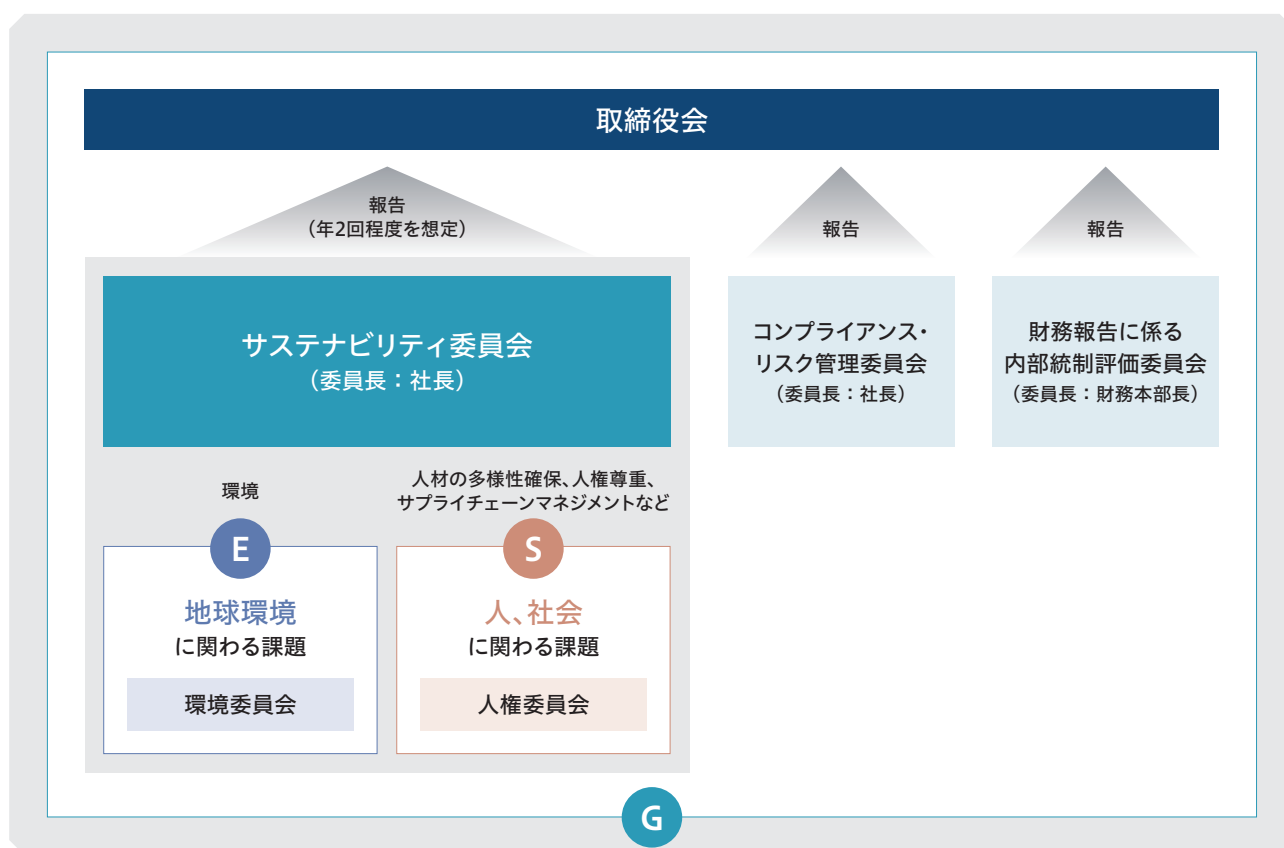 取締役会
報告
（年2回程度を想定）
報告
報告
サステナビリティ委員会
（委員長：社長）
コンプライアンス・
リスク管理委員会
（委員長：社長）
財務報告に係る
内部統制評価委員会
（委員長：財務本部長）
環境
人材の多様性確保、人権尊重、
サプライチェーンマネジメントなど
E
地球環境
に関わる課題
環境委員会
S
人、社会
に関わる課題
人権委員会
G